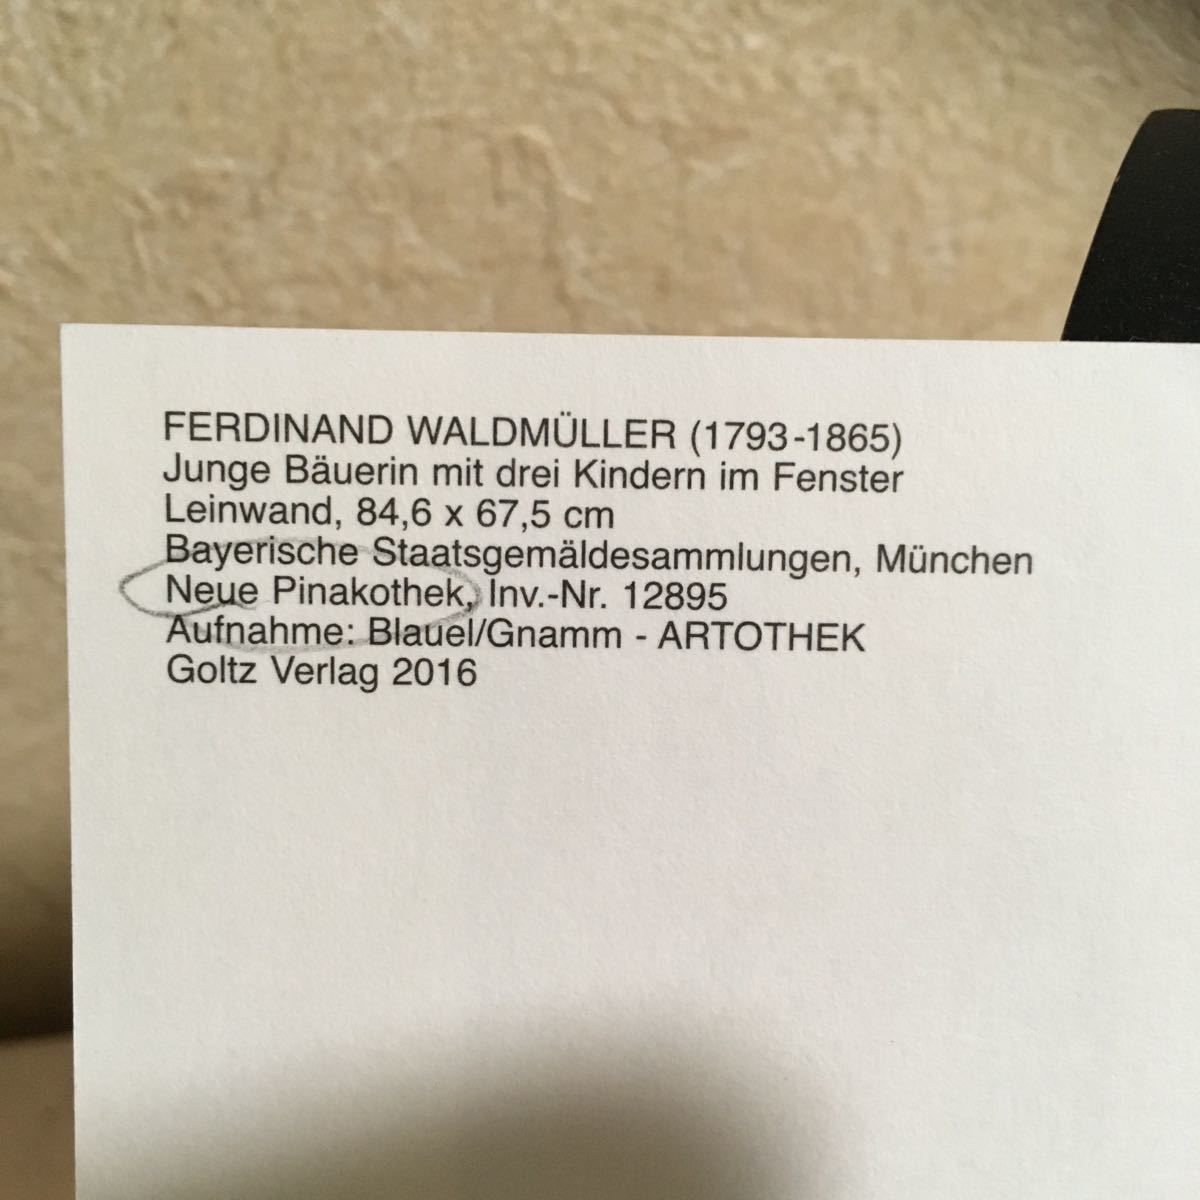 FERDINAND WALDMÜLLER (1793-1865)
Junge Bäuerin mit drei Kindern im Fenster
Leinwand, 84,6 x 67,5 cm
Bayerische Staatsgemäldesammlungen, München
Neue Pinakothek, Inv.-Nr. 12895
Aufnahme: Blauel/Gnamm - ARTOTHEK
Goltz Verlag 2016